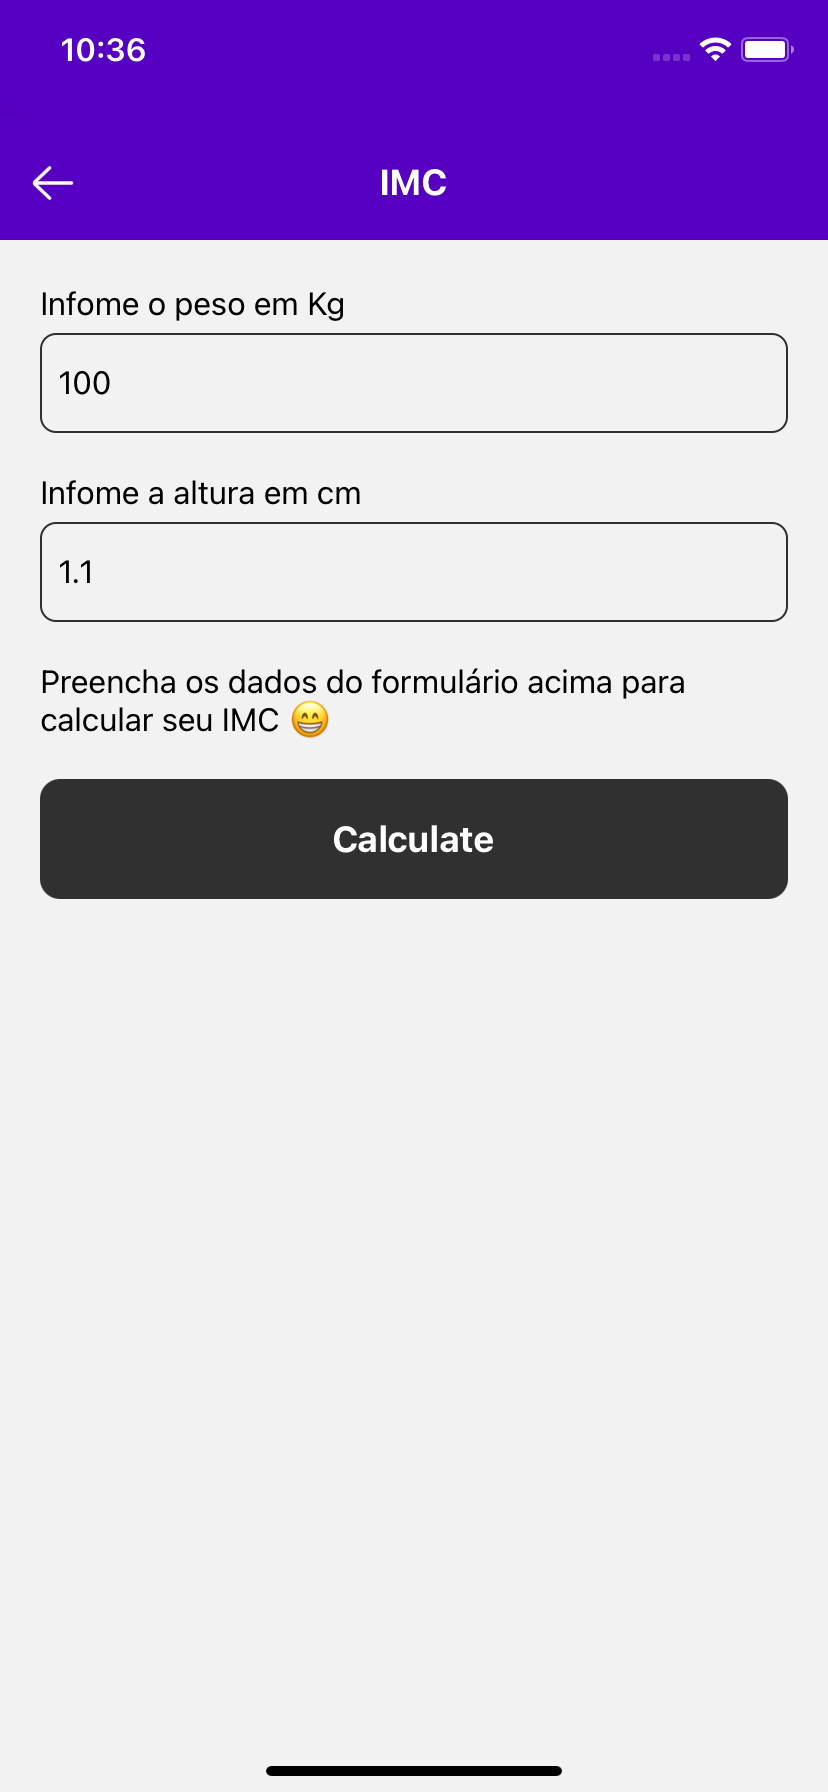 10:36
IMC
Infome o peso em Kg
100
Infome a altura em cm
1.1
Preencha os dados do formulário acima para
calcular seu IMC 😁
Calculate